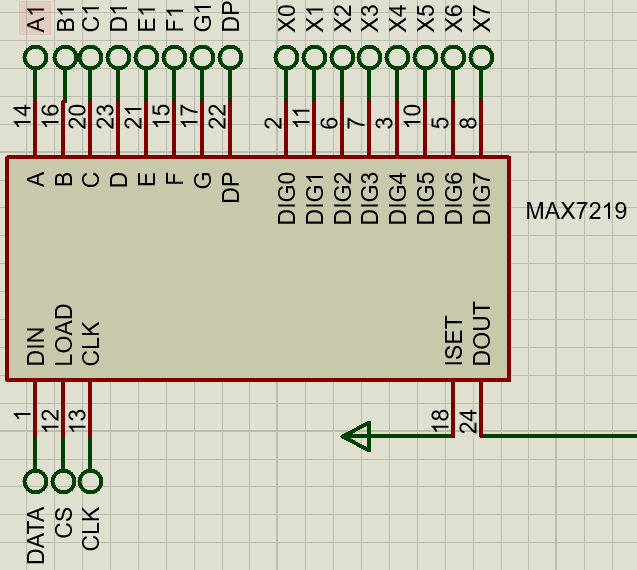 A1 B1 C1 D1 E1 F1 G1 DP X0 X1 X2 X3 X4 X5 X6 X7
14 16 20 23 21 15 17 22 2 11 6 7 3 10 5 8
A B C D E F G DP DIG0 DIG1 DIG2 DIG3 DIG4 DIG5 DIG6 DIG7
MAX7219
DIN LOAD CLK ISET DOUT
1 12 13 18 24
DATA CS CLK